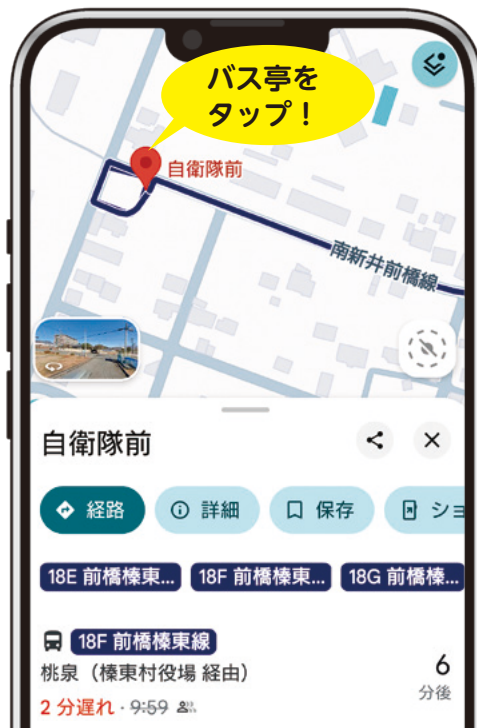 バス亭を
タップ！
自衛隊前
南新井前橋線
自衛隊前
経路
詳細
保存
ショ
18E 前橋榛東...
18F 前橋榛東...
18G 前橋榛...
18F 前橋榛東線
桃泉（榛東村役場 経由）
6
分後
2 分遅れ・9:59